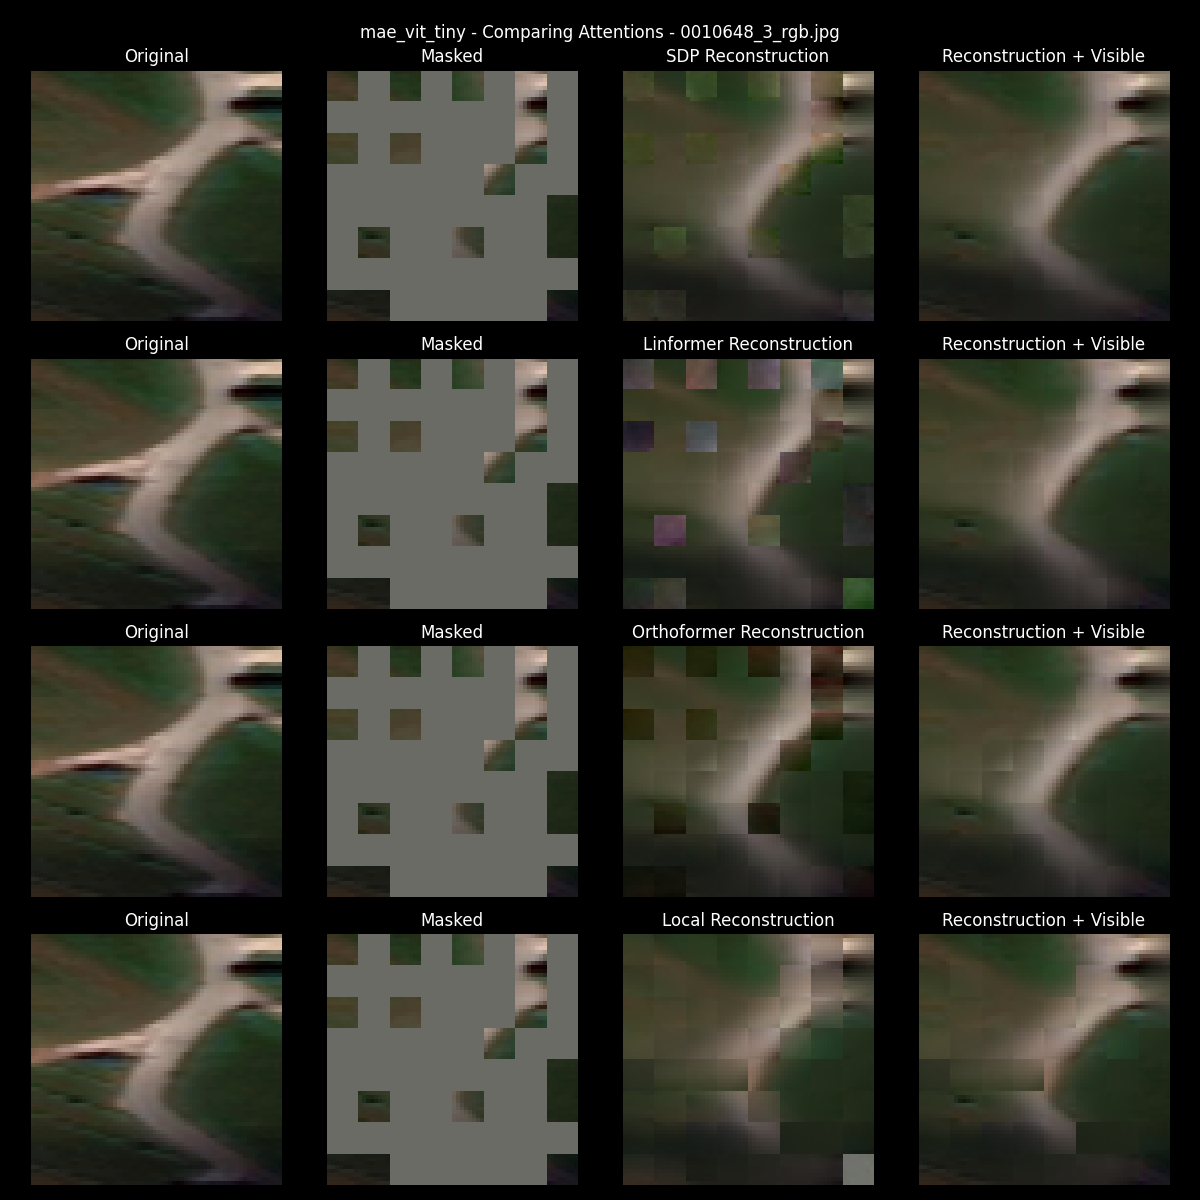 mae_vit_tiny - Comparing Attentions - 0010648_3_rgb.jpg
Original Masked SDP Reconstruction Reconstruction + Visible
Original Masked Linformer Reconstruction Reconstruction + Visible
Original Masked Orthoformer Reconstruction Reconstruction + Visible
Original Masked Local Reconstruction Reconstruction + Visible